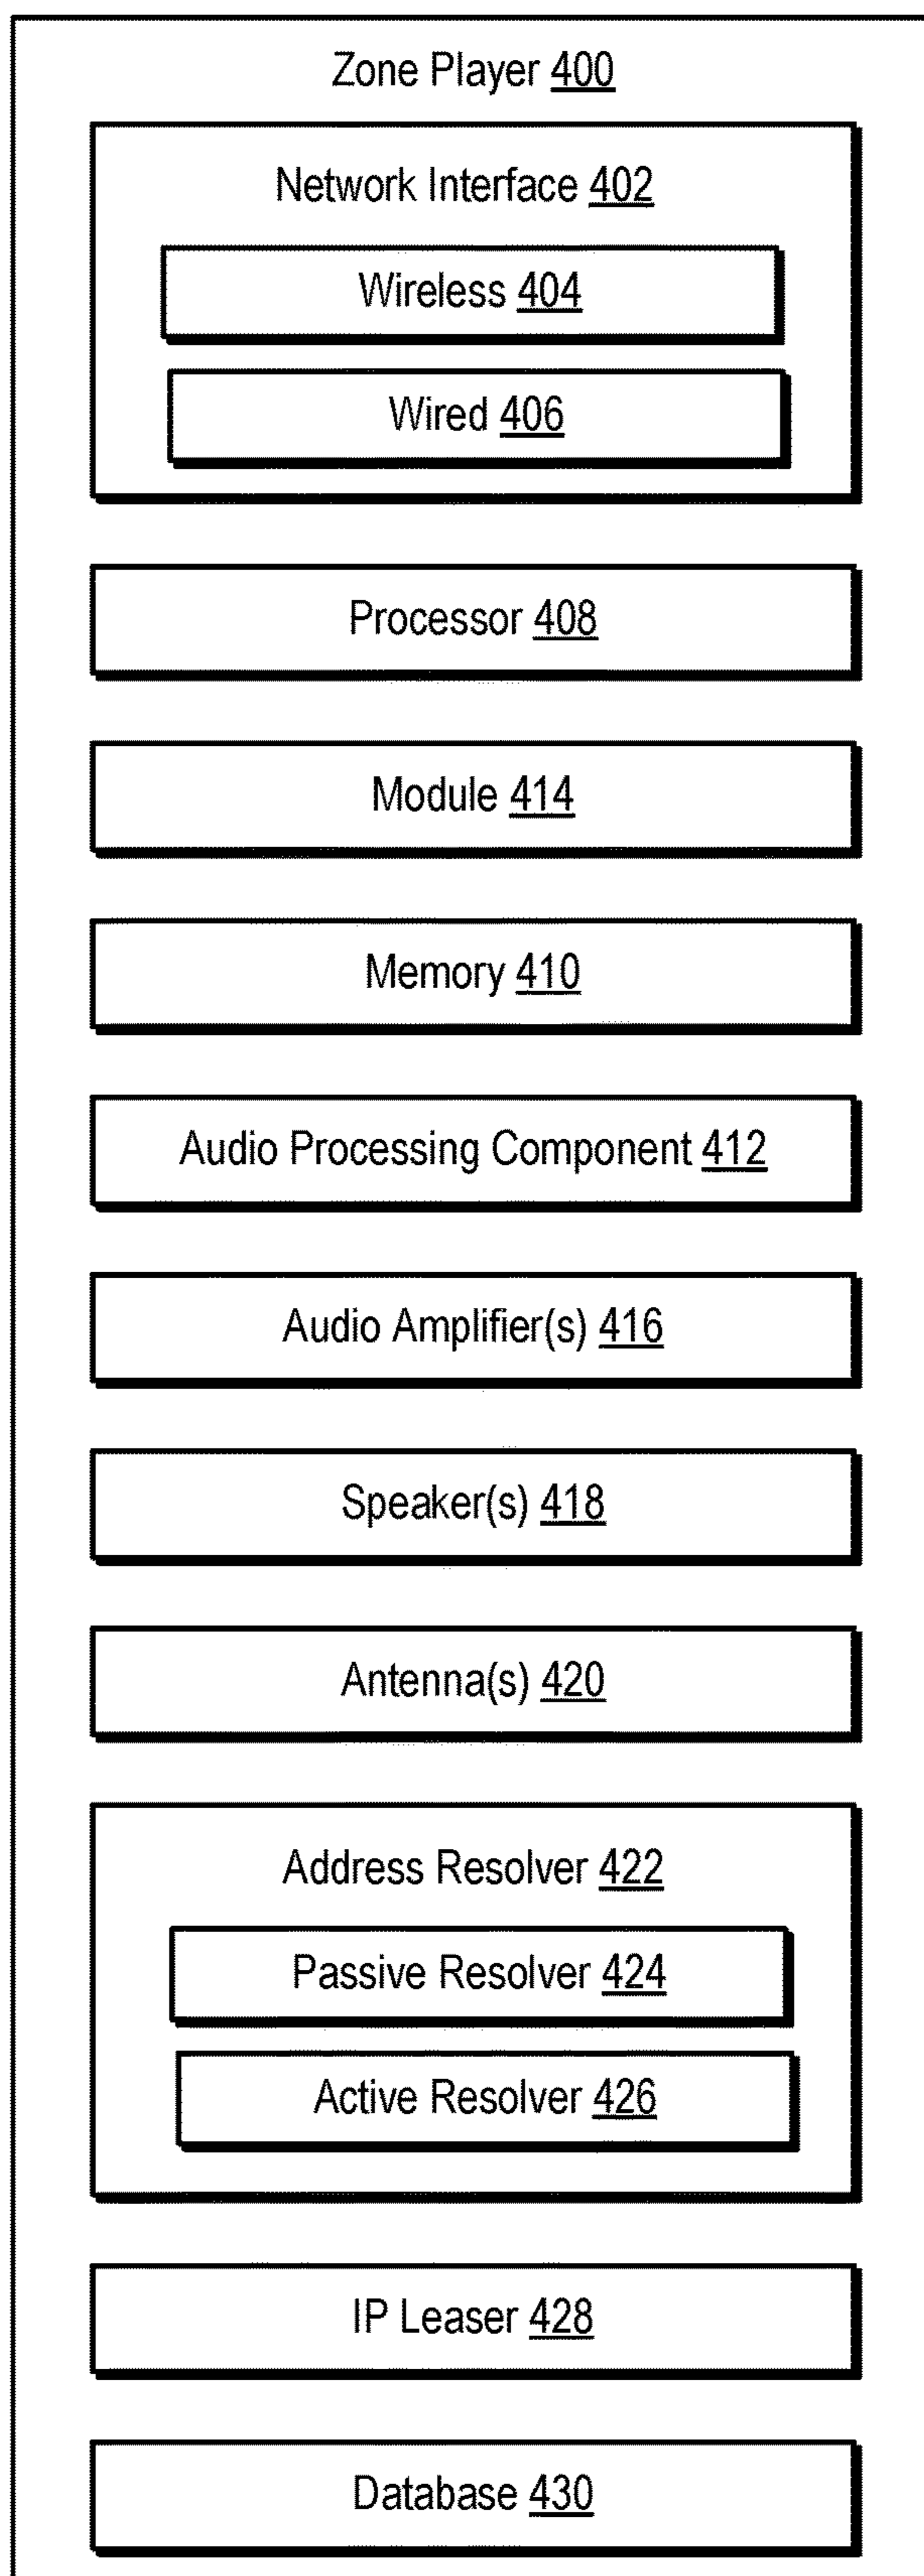 Zone Player 400
Network Interface 402
Wireless 404
Wired 406
Processor 408
Module 414
Memory 410
Audio Processing Component 412
Audio Amplifier(s) 416
Speaker(s) 418
Antenna(s) 420
Address Resolver 422
Passive Resolver 424
Active Resolver 426
IP Leaser 428
Database 430